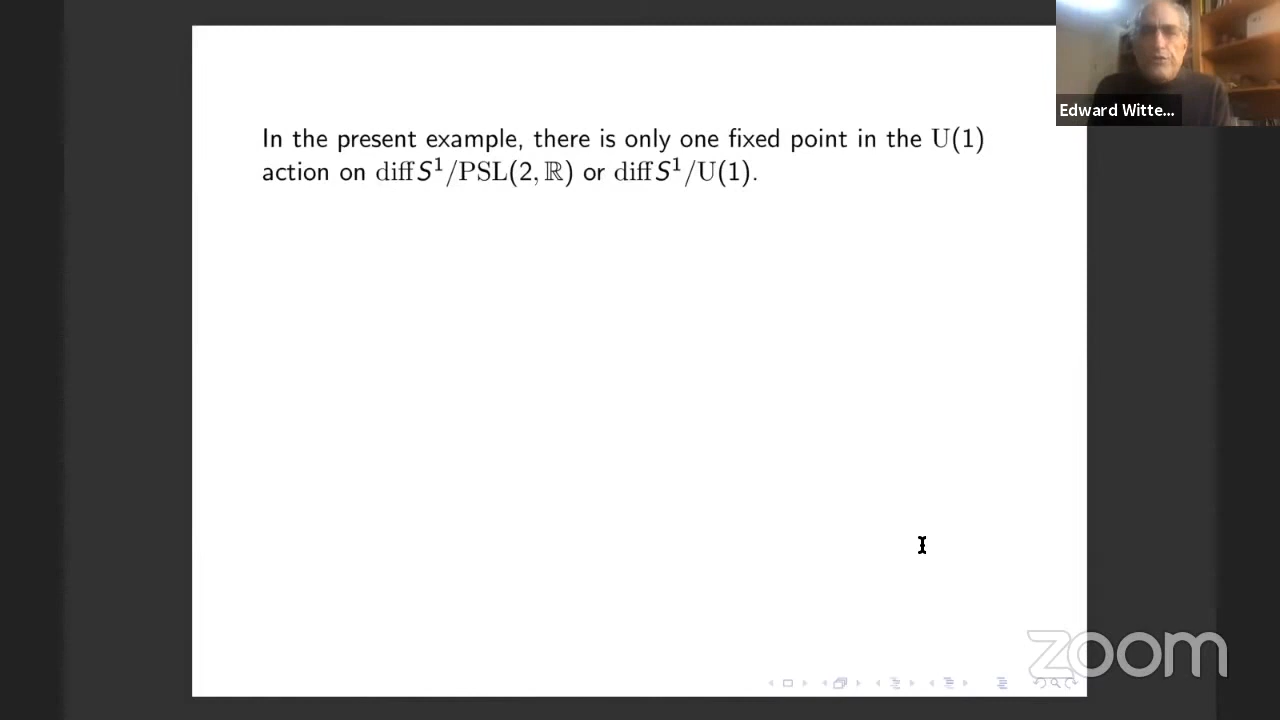 In the present example, there is only one fixed point in the U(1)
action on diff S¹/PSL(2, ℝ) or diff S¹/U(1).
Edward Witte...
zoom